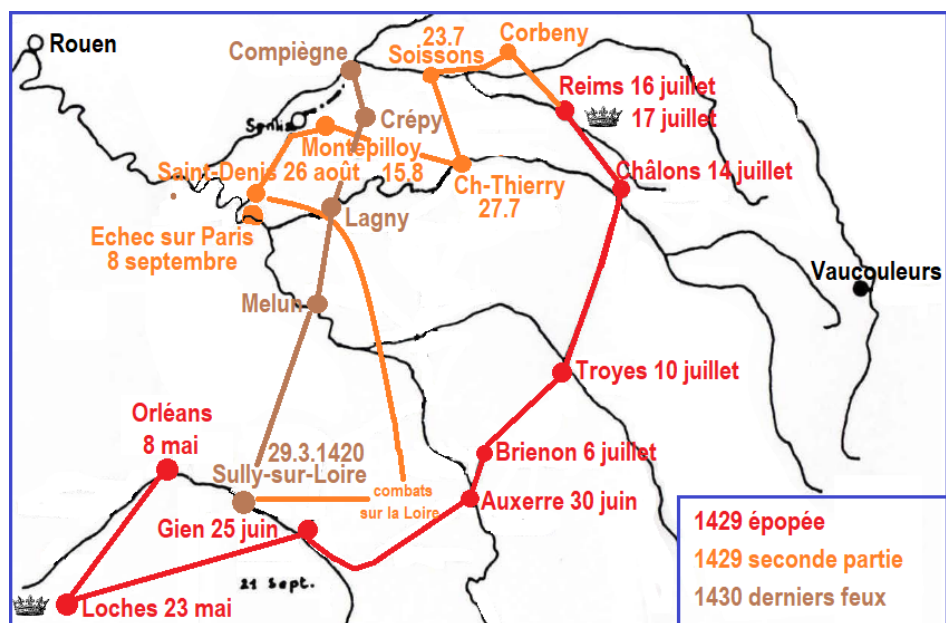 Rouen
Compiègne
23.7
Soissons
Corbeny
Reims 16 juillet
17 juillet
Senlis
Crépy
Montépilloy
15.8
Saint-Denis 26 août
Ch-Thierry
27.7
Châlons 14 juillet
Lagny
Echec sur Paris
8 septembre
Vaucouleurs
Melun
Troyes 10 juillet
Orléans
8 mai
29.3.1420
Sully-sur-Loire
Brienon 6 juillet
combats
sur la Loire
Auxerre 30 juin
Gien 25 juin
21 Sept.
Loches 23 mai
1429 épopée
1429 seconde partie
1430 derniers feux